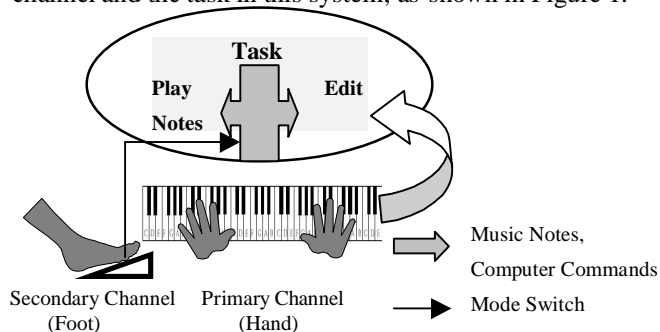 channel and the task in this system, as shown in Figure 1.
Task
Play
Edit
Notes
Music Notes,
Computer Commands
Secondary Channel
Primary Channel
Mode Switch
(Foot)
(Hand)